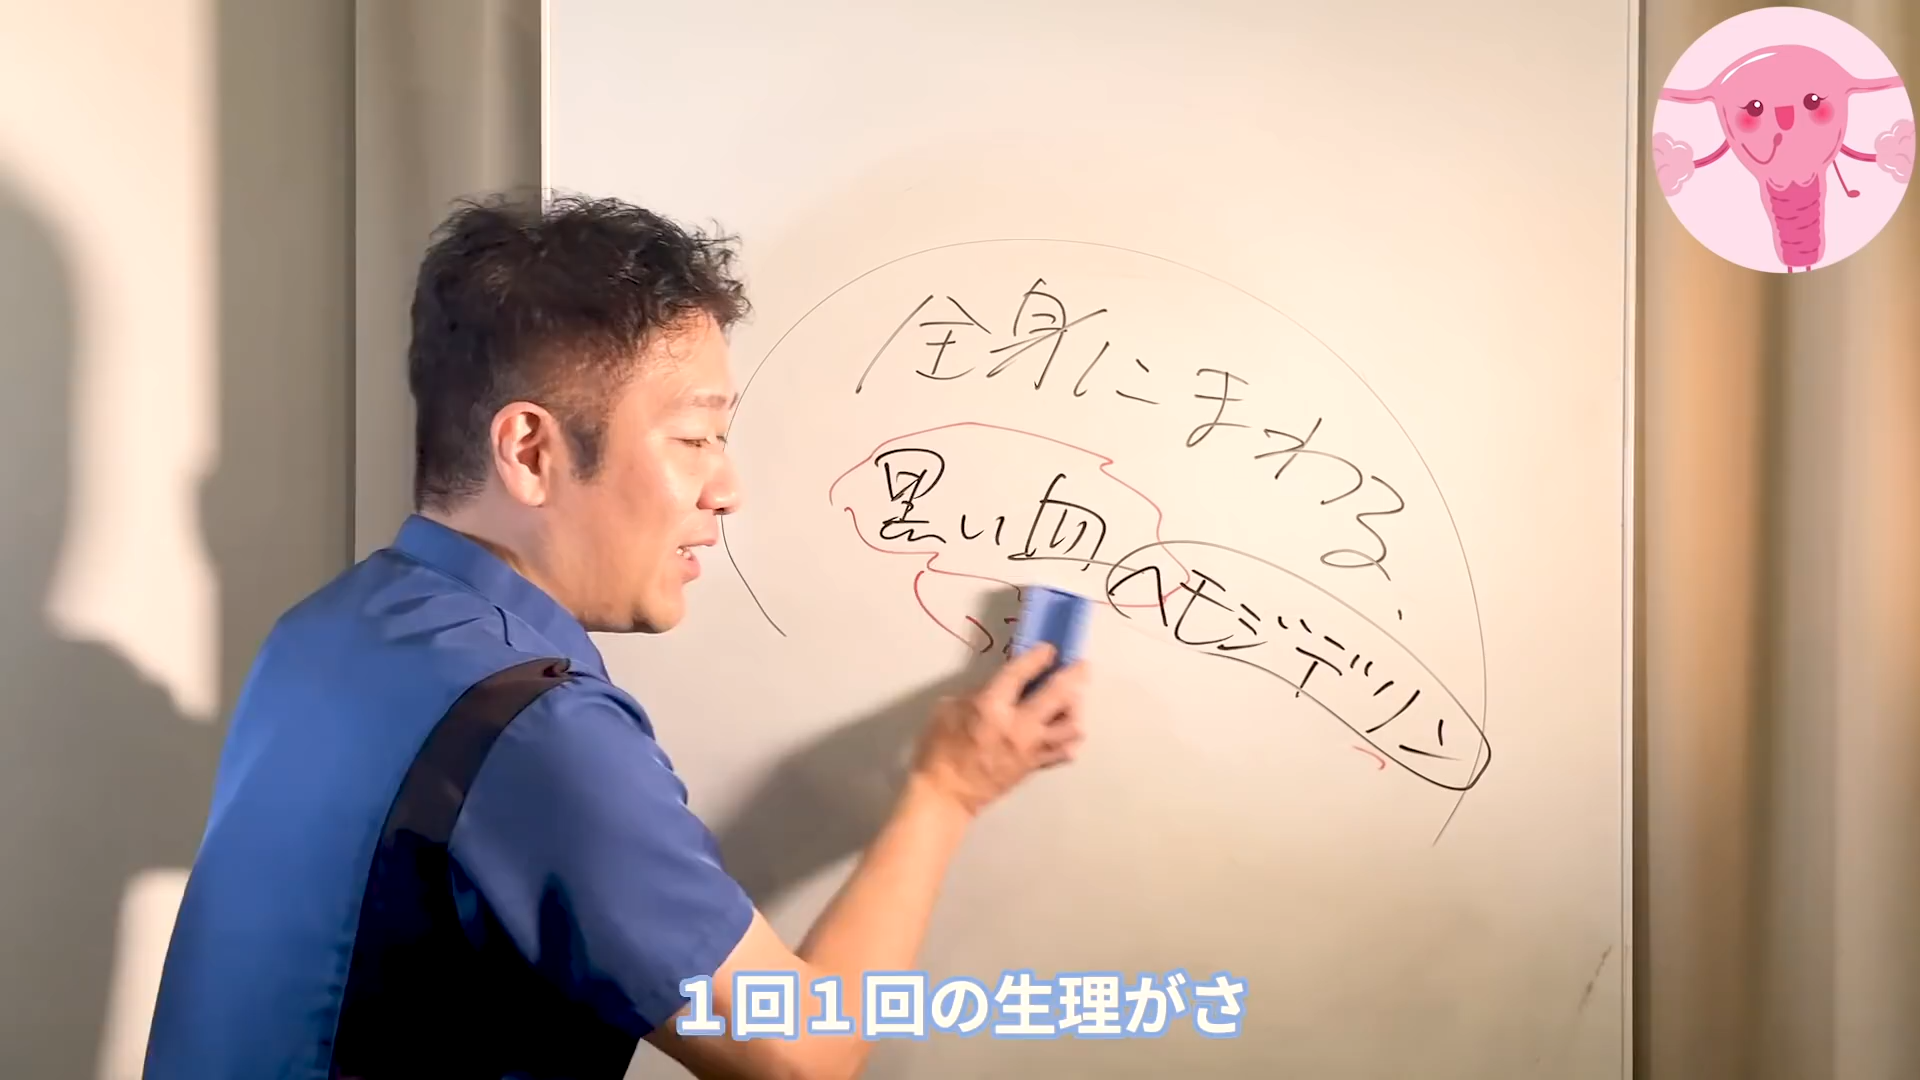 全身にまわる
黒い血
ヘモジデリン
１回１回の生理がさ